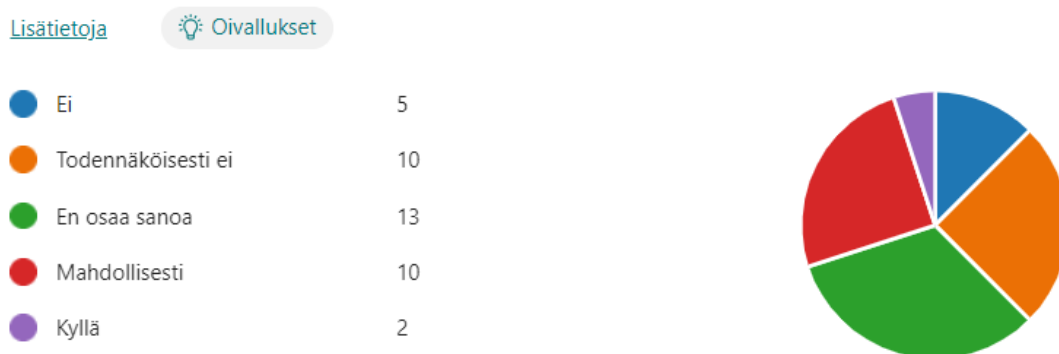 Lisätietoja Oivallukset
Ei 5
Todennäköisesti ei 10
En osaa sanoa 13
Mahdollisesti 10
Kyllä 2